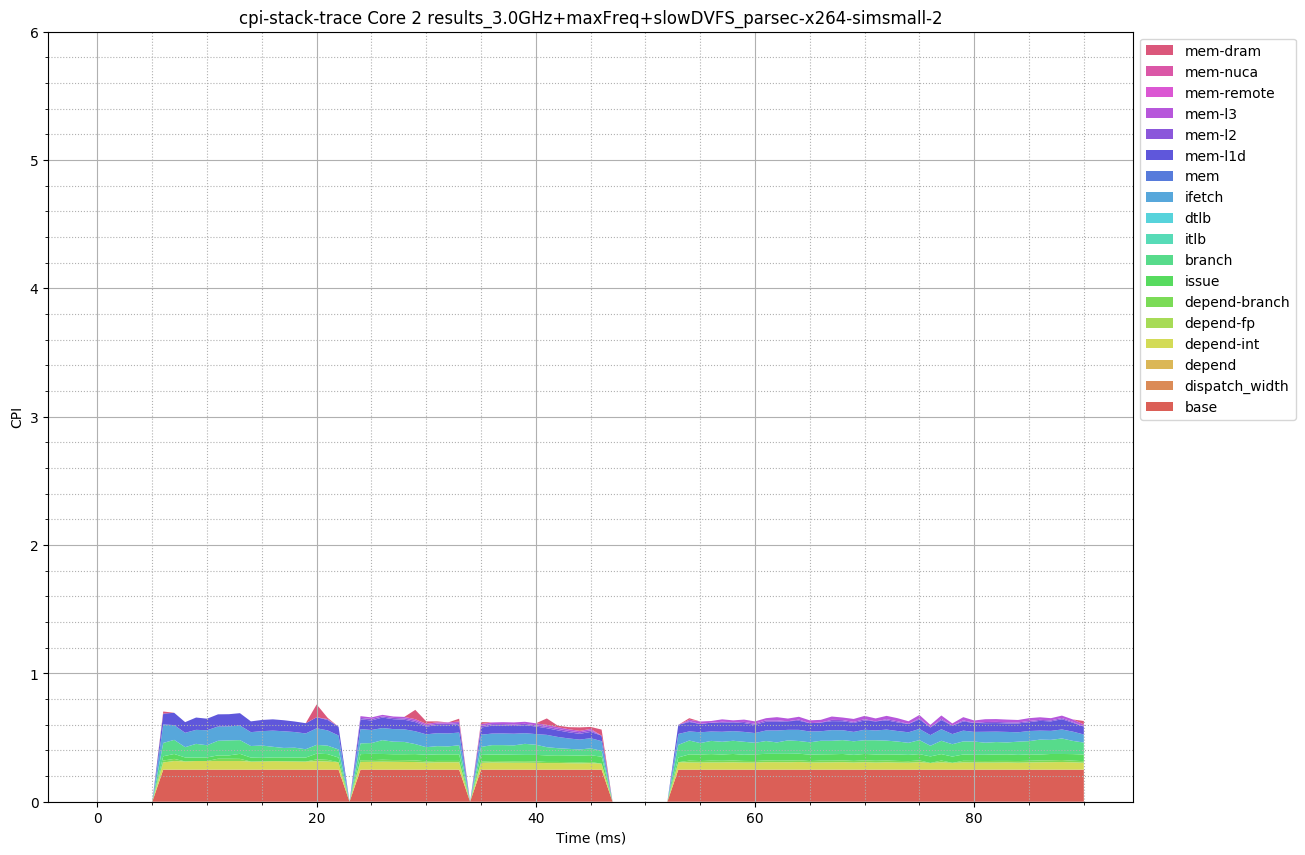 cpi-stack-trace Core 2 results_3.0GHz+maxFreq+slowDVFS_parsec-x264-simsmall-2
6
5
4
3
2
1
0
CPI
0 20 40 60 80
Time (ms)
mem-dram
mem-nuca
mem-remote
mem-l3
mem-l2
mem-l1d
mem
ifetch
dtlb
itlb
branch
issue
depend-branch
depend-fp
depend-int
depend
dispatch_width
base